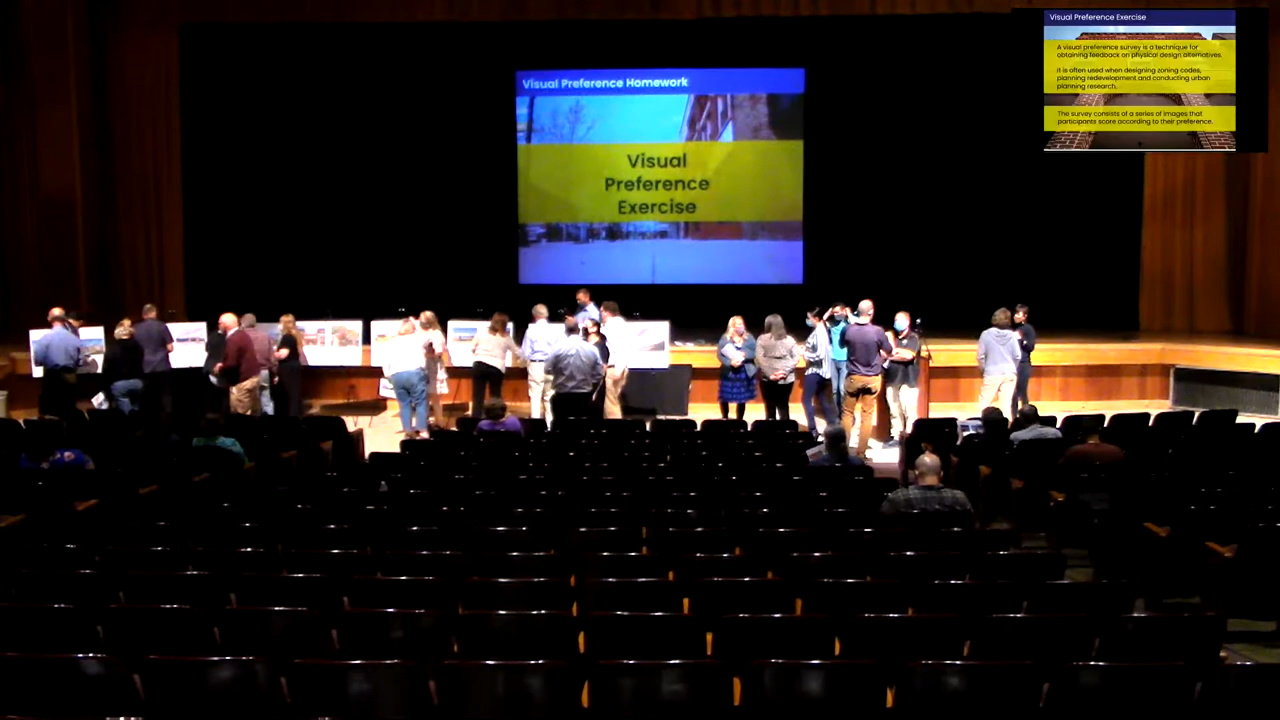 Visual Preference Homework
Visual
Preference
Exercise
Visual Preference Exercise
A visual preference survey is a technique for
obtaining feedback on physical design alternatives.
It is often used when designing zoning codes,
planning redevelopment and conducting urban
planning research.
The survey consists of a series of images that
participants score according to their preference.